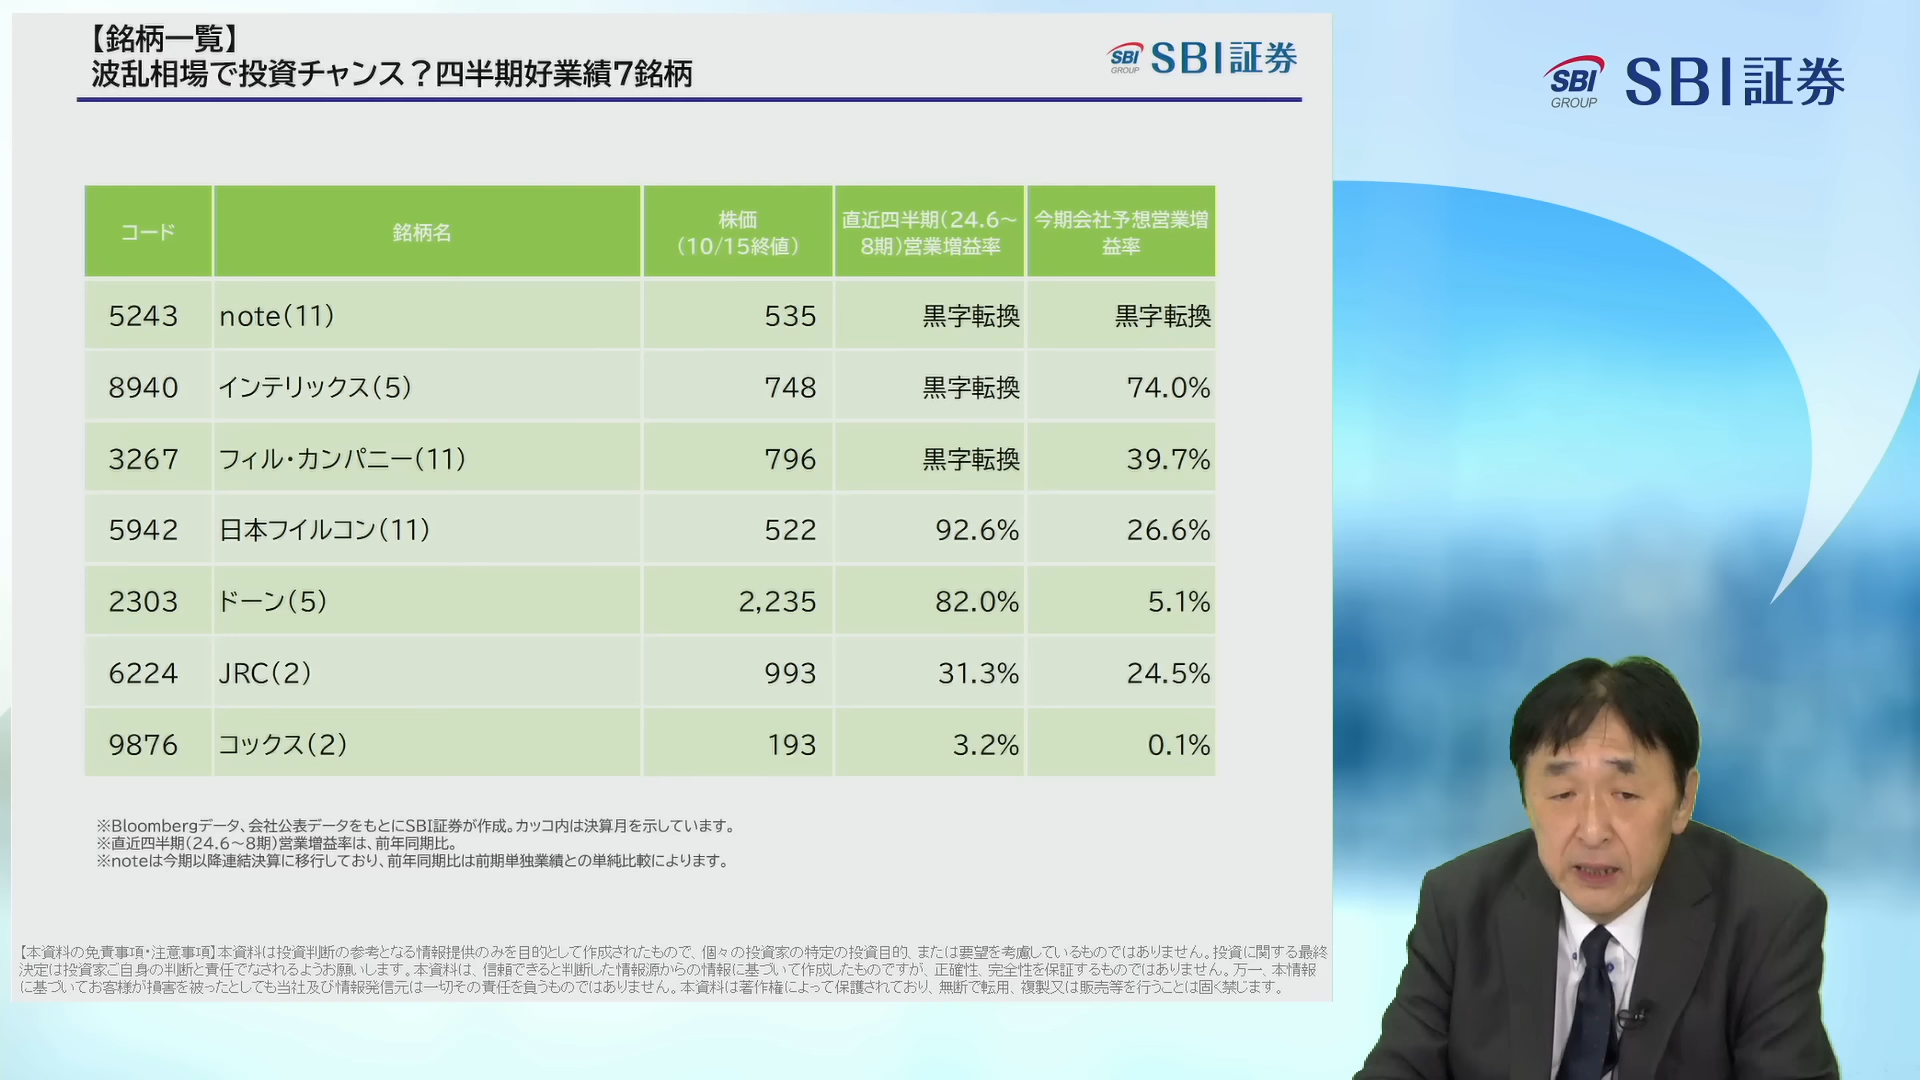 【銘柄一覧】
波乱相場で投資チャンス？四半期好業績7銘柄
SBI GROUP SBI証券
SBI GROUP SBI証券
コード 銘柄名 株価（10/15終値） 直近四半期（24.6～8期）営業増益率 今期会社予想営業増益率
5243 note（11） 535 黒字転換 黒字転換
8940 インテリックス（5） 748 黒字転換 74.0%
3267 フィル・カンパニー（11） 796 黒字転換 39.7%
5942 日本フイルコン（11） 522 92.6% 26.6%
2303 ドーン（5） 2,235 82.0% 5.1%
6224 JRC（2） 993 31.3% 24.5%
9876 コックス（2） 193 3.2% 0.1%
※Bloombergデータ、会社公表データをもとにSBI証券が作成。カッコ内は決算月を示しています。
※直近四半期（24.6～8期）営業増益率は、前年同期比。
※noteは今期以降連結決算に移行しており、前年同期比は前期単独業績との単純比較によります。
【本資料の免責事項・注意事項】本資料は投資判断の参考となる情報提供のみを目的として作成されたもので、個々の投資家の特定の投資目的、または要望を考慮しているものではありません。投資に関する最終
決定は投資家ご自身の判断と責任でなされるようお願いします。本資料は、信頼できると判断した情報源からの情報に基づいて作成したものですが、正確性、完全性を保証するものではありません。万一、本情報
に基づいてお客様が損害を被ったとしても当社及び情報発信元は一切その責任を負うものではありません。本資料は著作権によって保護されており、無断で転用、複製又は販売等を行うことは固く禁じます。